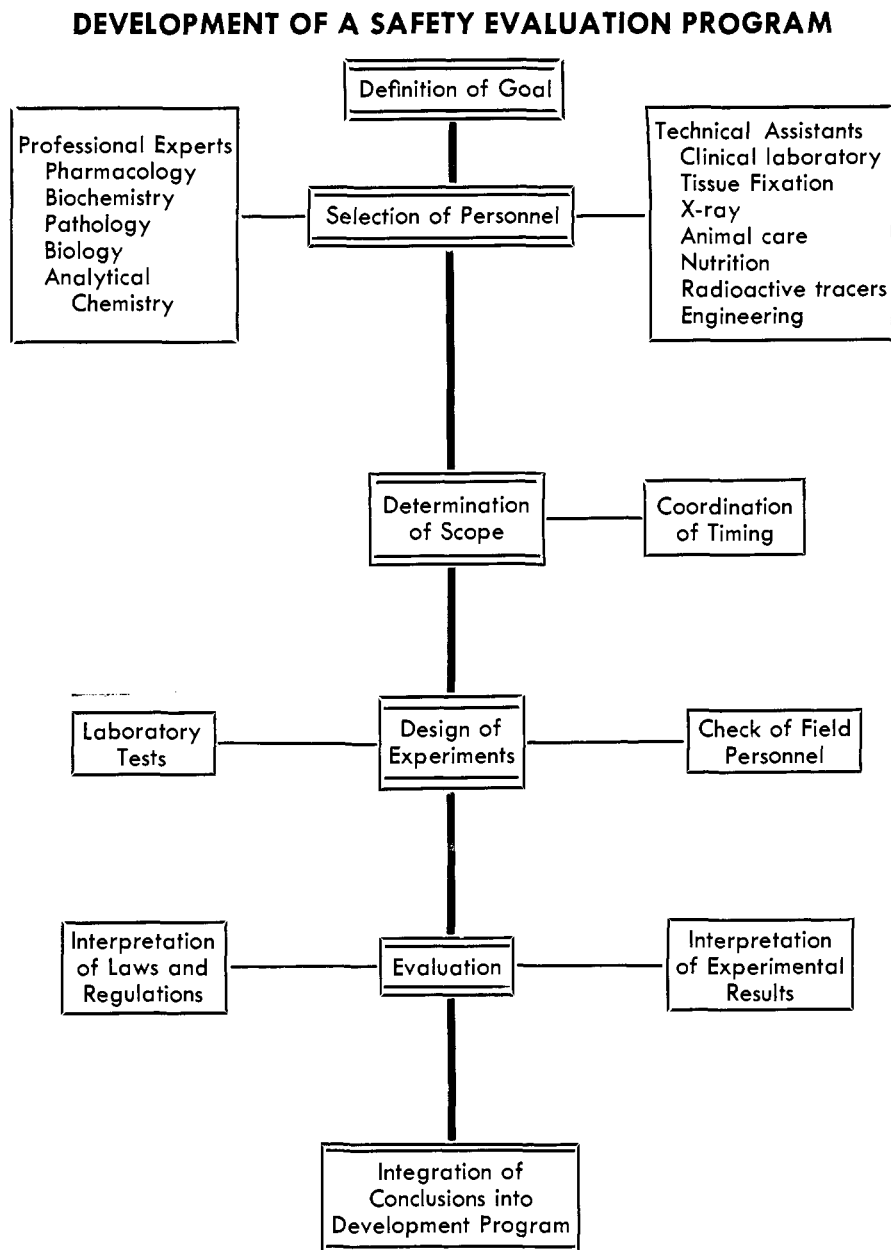 DEVELOPMENT OF A SAFETY EVALUATION PROGRAM
Definition of Goal
Professional Experts
Pharmacology
Biochemistry
Pathology
Biology
Analytical
Chemistry
Selection of Personnel
Technical Assistants
Clinical laboratory
Tissue Fixation
X-ray
Animal care
Nutrition
Radioactive tracers
Engineering
Determination
of Scope
Coordination
of Timing
Laboratory
Tests
Design of
Experiments
Check of Field
Personnel
Interpretation
of Laws and
Regulations
Evaluation
Interpretation
of Experimental
Results
Integration of
Conclusions into
Development Program